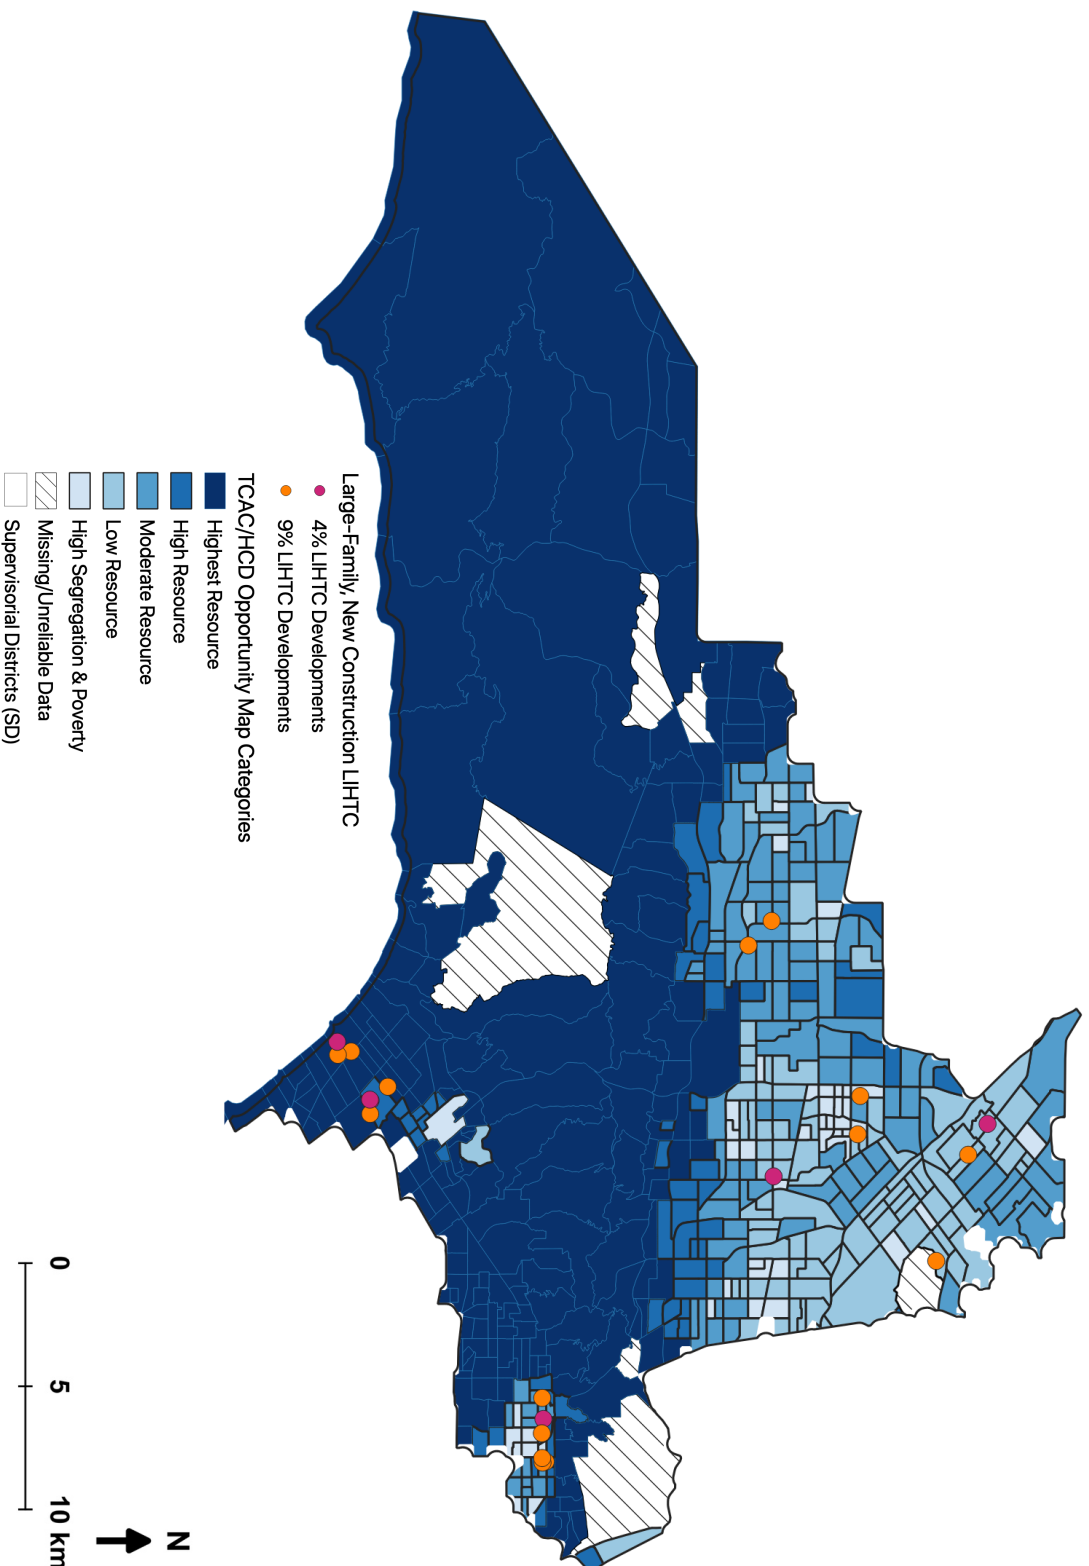 Large-Family, New Construction LIHTC
4% LIHTC Developments
9% LIHTC Developments
TCAC/HCD Opportunity Map Categories
Highest Resource
High Resource
Moderate Resource
Low Resource
High Segregation & Poverty
Missing/Unreliable Data
Supervisorial Districts (SD)
N
0 5 10 km